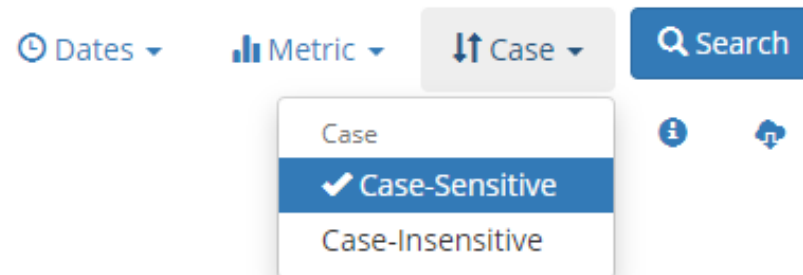 Dates Metric Case Search
Case
Case-Sensitive
Case-Insensitive